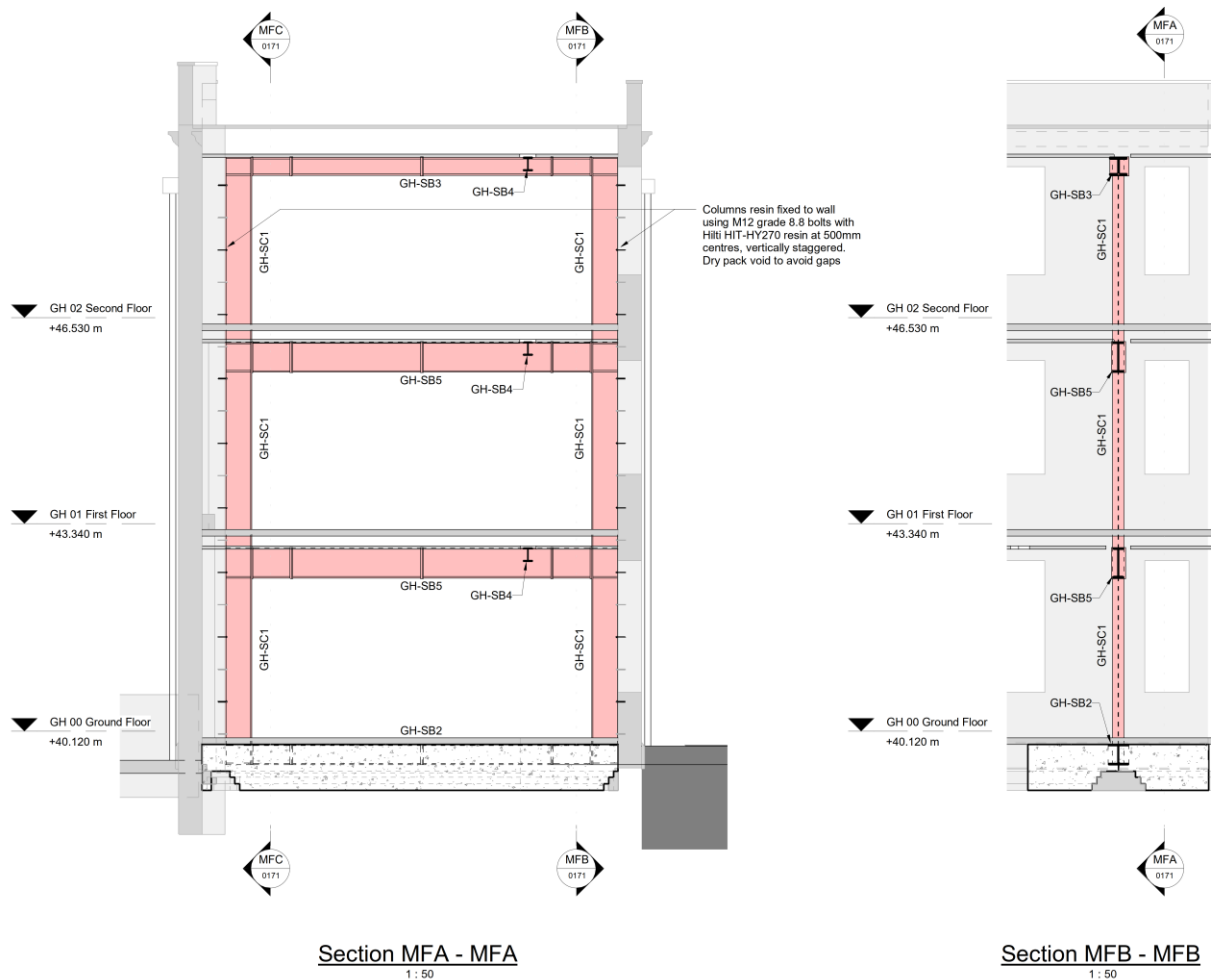 MFC
0171
MFB
0171
MFA
0171
GH-SB3
GH-SB4
GH-SB3
Columns resin fixed to wall
using M12 grade 8.8 bolts with
Hilti HIT-HY270 resin at 500mm
centres, vertically staggered.
Dry pack void to avoid gaps
GH-SC1
GH-SC1
GH-SC1
GH 02 Second Floor
+46.530 m
GH 02 Second Floor
+46.530 m
GH-SB5
GH-SB4
GH-SB5
GH-SC1
GH-SC1
GH-SC1
GH 01 First Floor
+43.340 m
GH 01 First Floor
+43.340 m
GH-SB5
GH-SB4
GH-SB5
GH-SC1
GH-SC1
GH-SC1
GH 00 Ground Floor
+40.120 m
GH-SB2
GH 00 Ground Floor
+40.120 m
GH-SB2
MFC
0171
MFB
0171
MFA
0171
Section MFA - MFA
1 : 50
Section MFB - MFB
1 : 50